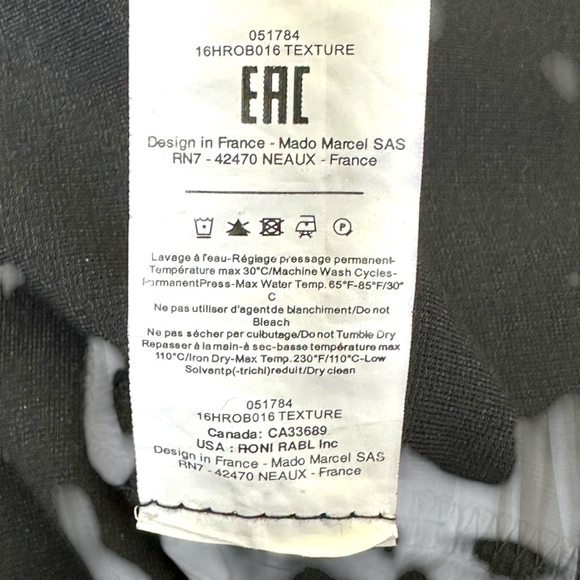 051784
16HROB016 TEXTURE
EAC
Design in France - Mado Marcel SAS
RN7 - 42470 NEAUX - France
P
Lavage à l'eau-Réglage pressage permanent-
Température max 30°C/Machine Wash Cycles-
PermanentPress-Max Water Temp. 65°F-85°F/30°
C
Ne pas utiliser d'agentde blanchiment/Do not
Bleach
Ne pas sécher par culbutage/Do not Tumble Dry
Repasser à la main-à sec-basse température max
110°C/Iron Dry-Max Temp. 230°F/110°C-Low
Solvantp(-trichl)reduit/Dry clean
051784
16HROB016 TEXTURE
Canada: CA33689
USA : RONI RABL Inc
Design in France - Mado Marcel SAS
RN7 - 42470 NEAUX - France